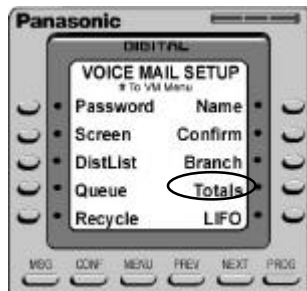 Panasonic
DIGITAL
VOICE MAIL SETUP
# To VM Menu
Password Name
Screen Confirm
DistList Branch
Queue Totals
Recycle LIFO
MSG CONF MENU PREV NEXT PROG